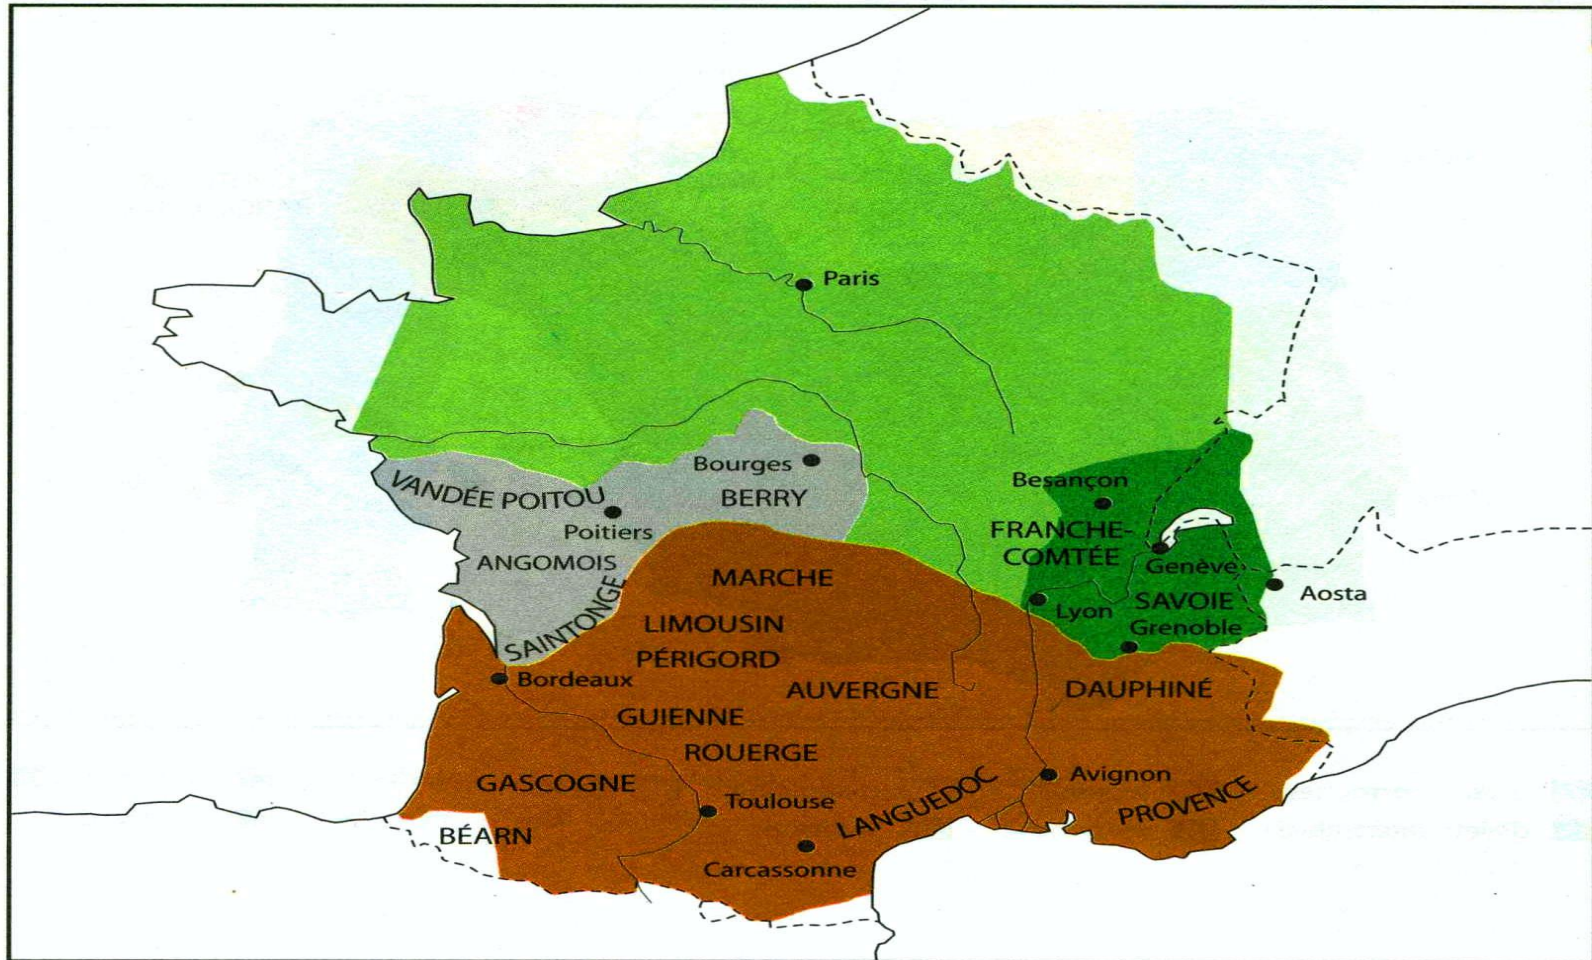 Paris
Bourges
BERRY
VANDÉE POITOU
Poitiers
ANGOMOIS
SAINTONGE
Besançon
FRANCHE-
COMTÉE
Genève
Aosta
Lyon
SAVOIE
Grenoble
MARCHE
LIMOUSIN
PÉRIGORD
Bordeaux
AUVERGNE
DAUPHINÉ
GUIENNE
ROUERGE
GASCOGNE
Toulouse
LANGUEDOC
Avignon
PROVENCE
BÉARN
Carcassonne